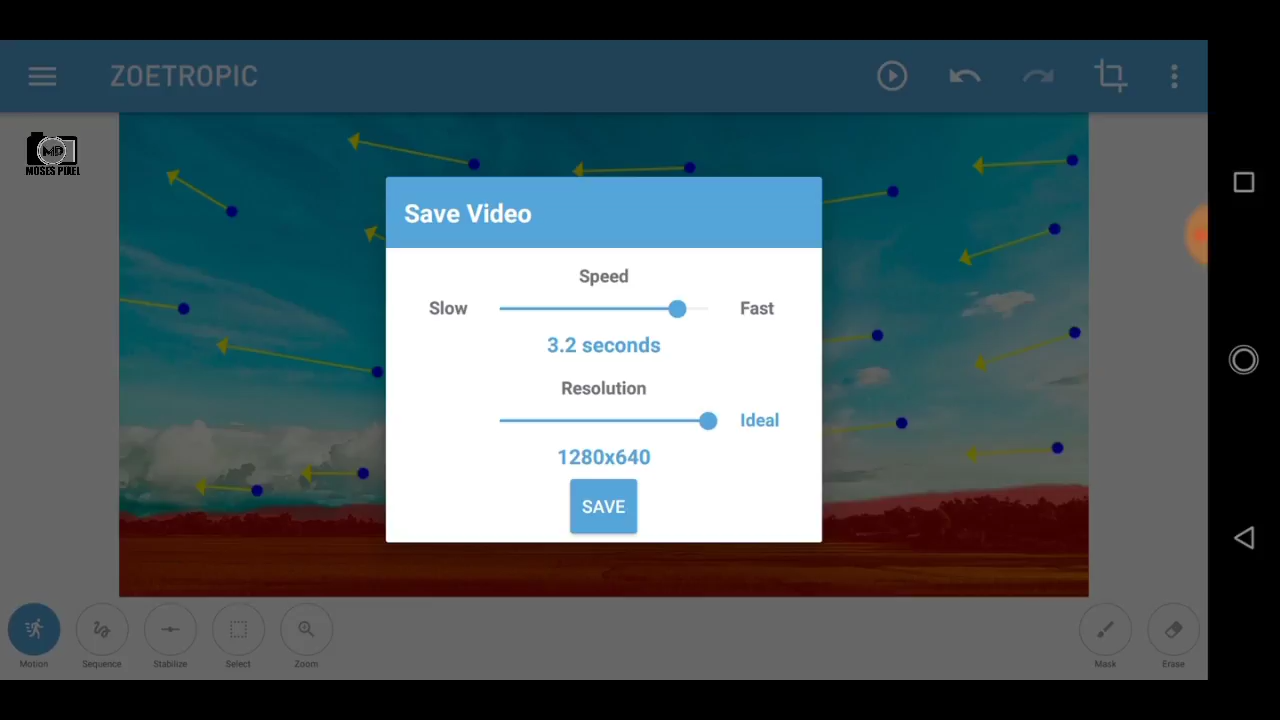 ZOETROPIC
MD
MOSES PIXEL
Save Video
Speed
Slow
Fast
3.2 seconds
Resolution
Ideal
1280x640
SAVE
Motion
Sequence
Stabilize
Select
Zoom
Mask
Erase